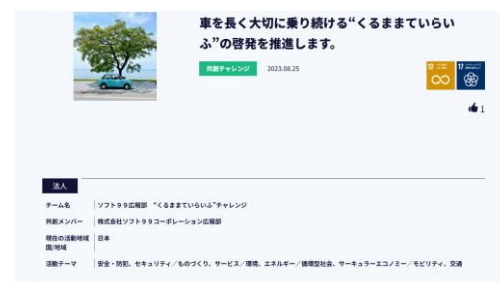 車を長く大切に乗り続ける“くるままていらい
ふ”の啓発を推進します。
共創チャレンジ 2023.08.25
12 17
1
法人
チーム名 ソフト99広報部 “くるままていらいふ”チャレンジ
共創メンバー 株式会社ソフト99コーポレーション広報部
現在の活動地域 日本
国/地域
活動テーマ 安全・防犯、セキュリティ／ものづくり、サービス／環境、エネルギー／循環型社会、サーキュラーエコノミー／モビリティ、交通